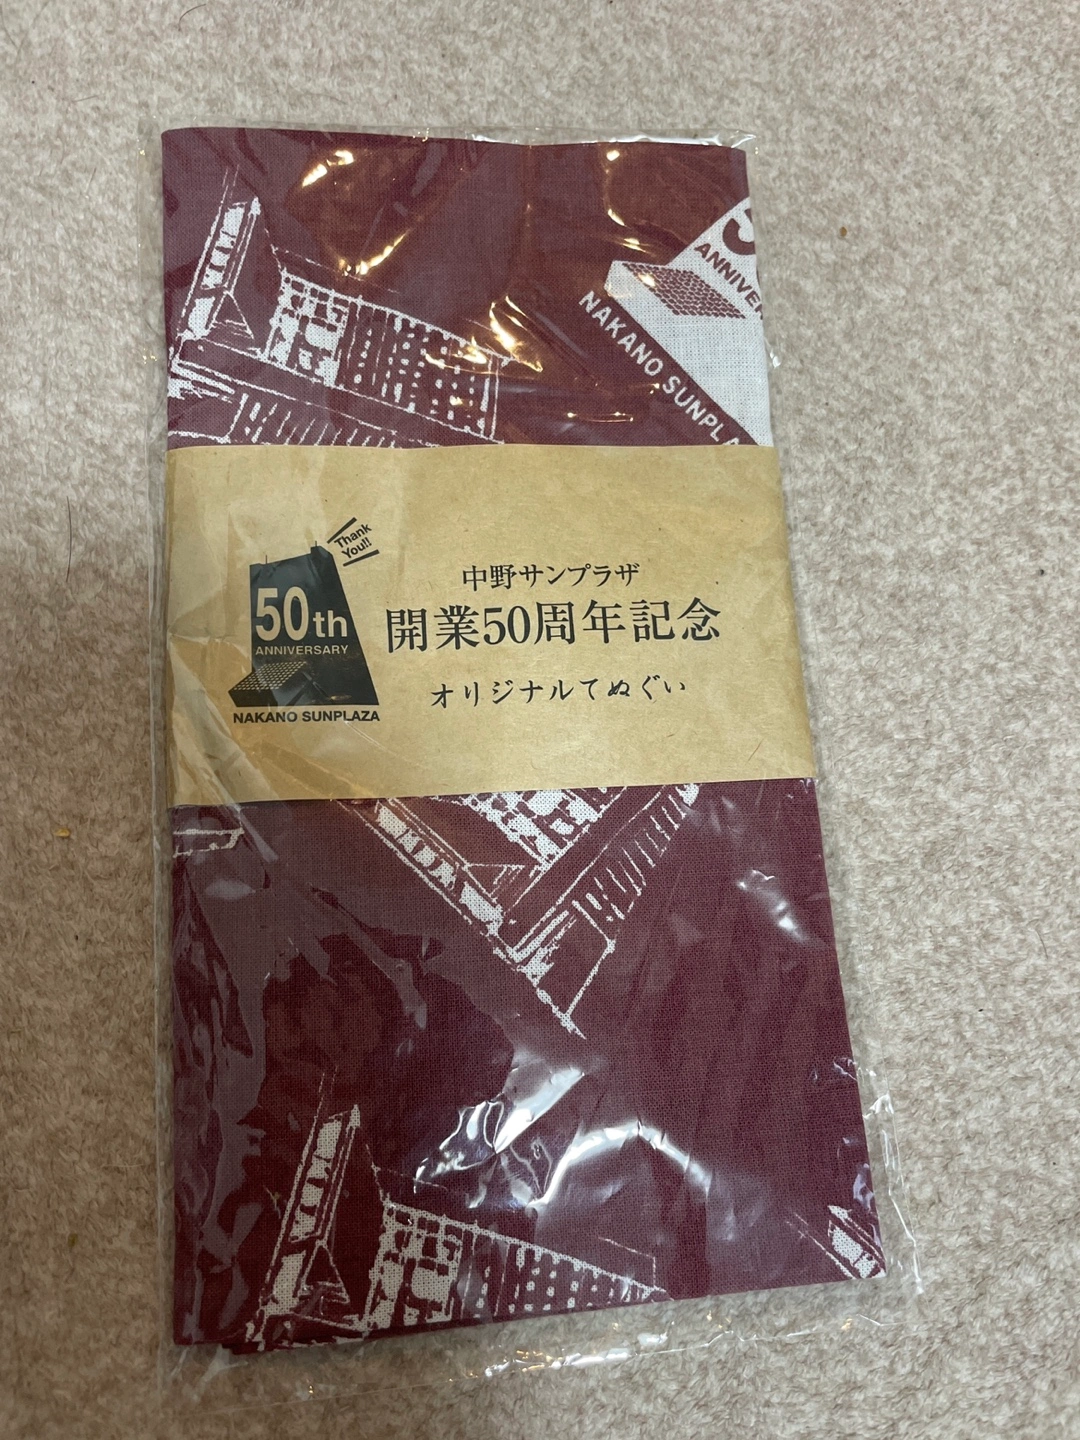 ANNIVE
NAKANO SUNPLA
Thank
You!!
50th
ANNIVERSARY
NAKANO SUNPLAZA
中野サンプラザ
開業50周年記念
オリジナルてぬぐい